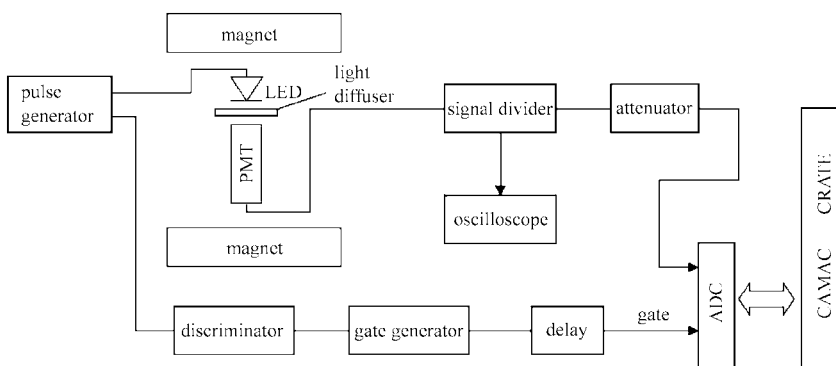 magnet
pulse
generator
LED
light
diffuser
PMT
signal divider
attenuator
oscilloscope
magnet
discriminator
gate generator
delay
gate
ADC
CAMAC CRATE